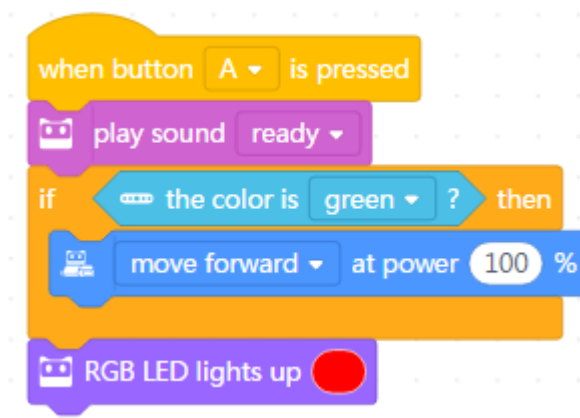 when button A is pressed
play sound ready
if the color is green ? then
move forward at power 100 %
RGB LED lights up